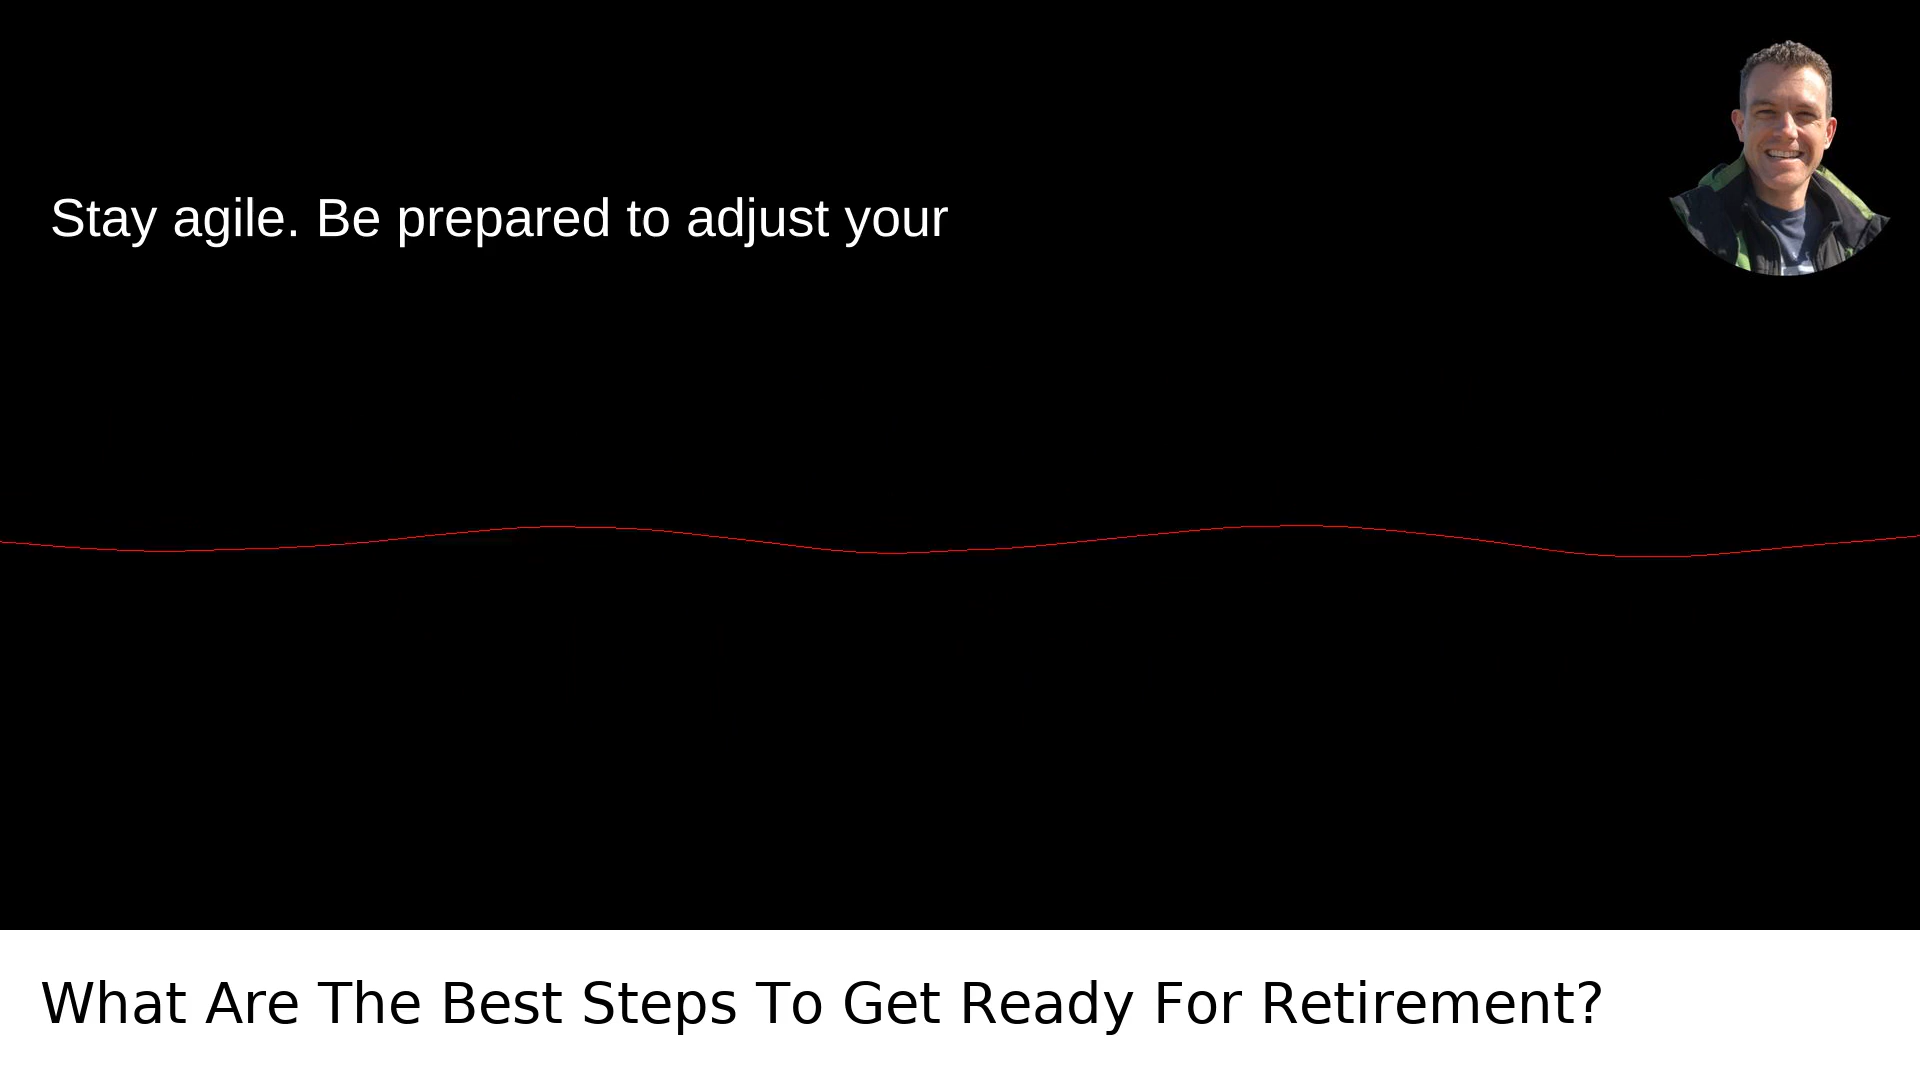 Stay agile. Be prepared to adjust your
What Are The Best Steps To Get Ready For Retirement?